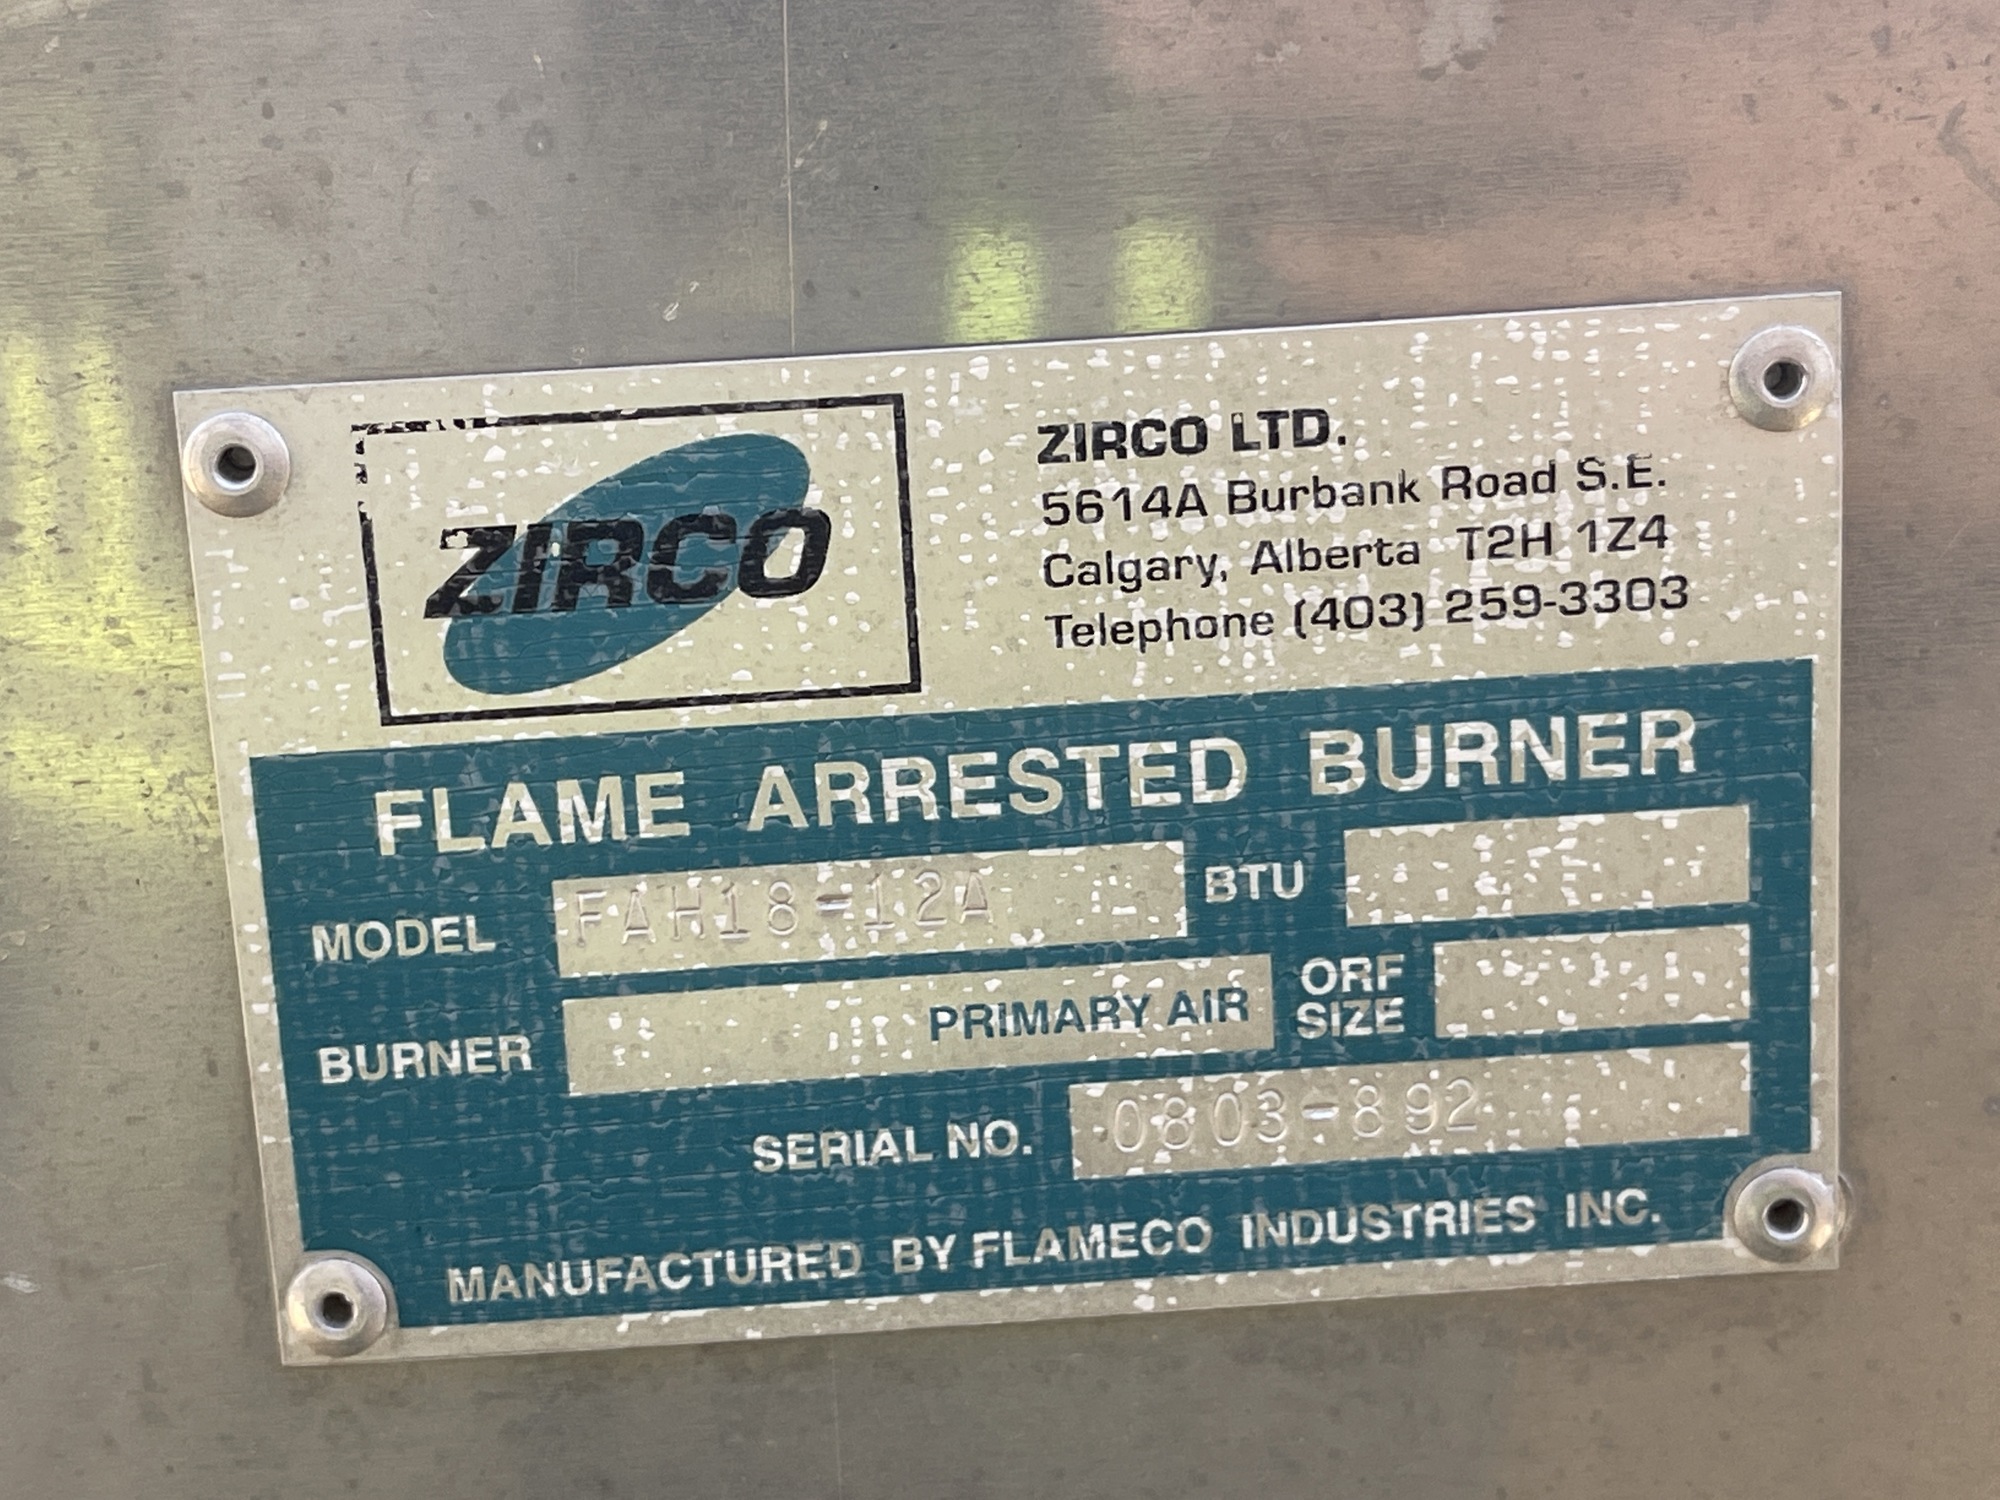 ZIRCO
ZIRCO LTD.
5614A Burbank Road S.E.
Calgary, Alberta T2H 1Z4
Telephone (403) 259-3303
FLAME ARRESTED BURNER
MODEL FAH18-12A BTU
BURNER PRIMARY AIR ORF SIZE
SERIAL NO. 0803-892
MANUFACTURED BY FLAMECO INDUSTRIES INC.